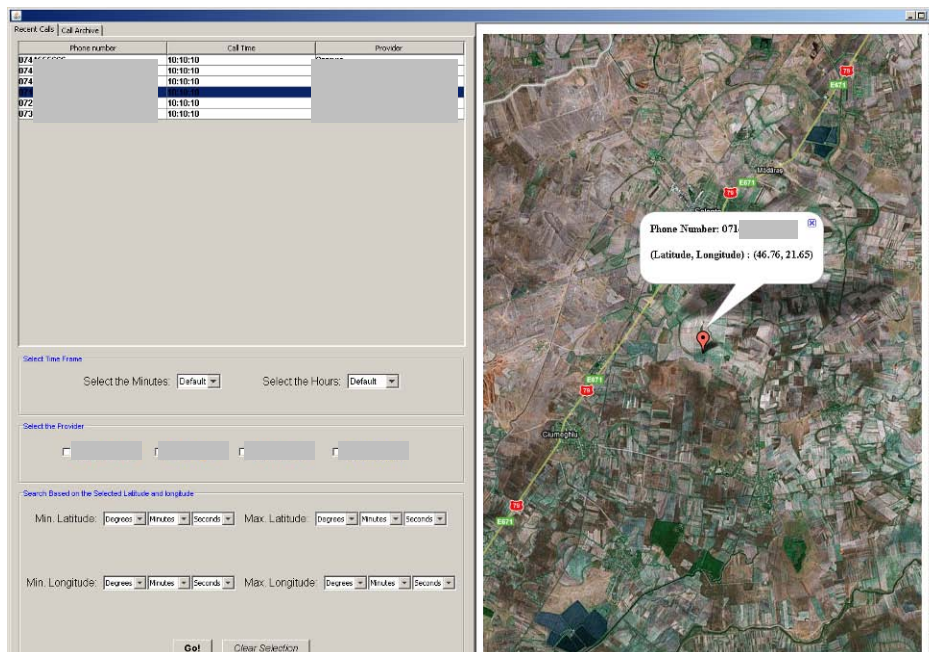 Recent Calls Call Archive
Phone number Call Time Provider
074 10:10:10
074 10:10:10
074 10:10:10
071 10:10:10
072 10:10:10
073 10:10:10
Select Time Frame
Select the Minutes: Default Select the Hours: Default
Select the Provider
Search Based on the Selected Latitude and longitude
Min. Latitude: Degrees Minutes Seconds Max. Latitude: Degrees Minutes Seconds
Min. Longitude: Degrees Minutes Seconds Max. Longitude: Degrees Minutes Seconds
Go! Clear Selection
79
E671
Mădăras
E671
79
Phone Number: 071
(Latitude, Longitude) : (46.76, 21.65)
E671
79
Ciumeghiu
79
E671